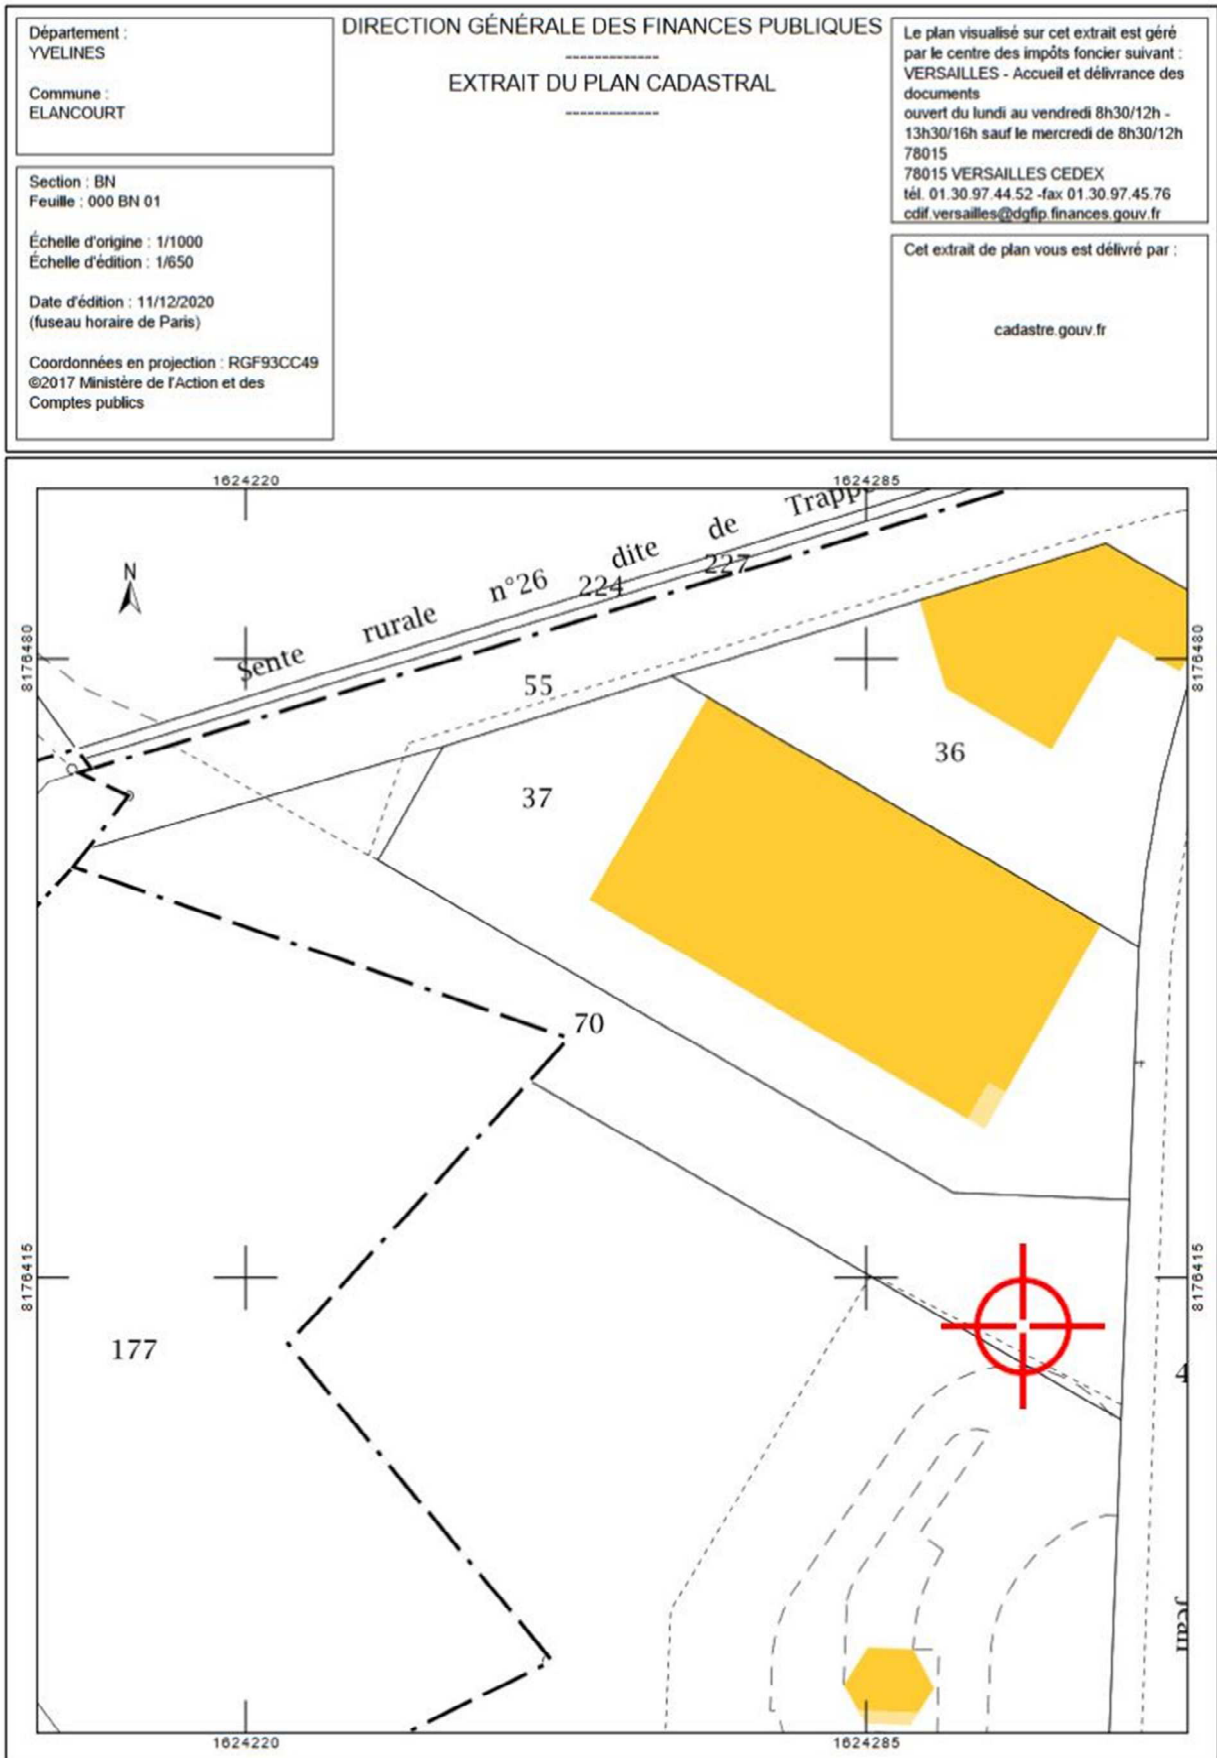 Département :
YVELINES
Commune :
ELANCOURT
Section : BN
Feuille : 000 BN 01
Échelle d'origine : 1/1000
Échelle d'édition : 1/650
Date d'édition : 11/12/2020
(fuseau horaire de Paris)
Coordonnées en projection : RGF93CC49
©2017 Ministère de l'Action et des
Comptes publics
DIRECTION GÉNÉRALE DES FINANCES PUBLIQUES
-------------
EXTRAIT DU PLAN CADASTRAL
-------------
Le plan visualisé sur cet extrait est géré
par le centre des impôts foncier suivant :
VERSAILLES - Accueil et délivrance des
documents
ouvert du lundi au vendredi 8h30/12h -
13h30/16h sauf le mercredi de 8h30/12h
78015
78015 VERSAILLES CEDEX
tél. 01.30.97.44.52 -fax 01.30.97.45.76
cdif.versailles@dgfip.finances.gouv.fr
Cet extrait de plan vous est délivré par :
cadastre.gouv.fr
1624220
1624285
N
Sente rurale n°26 dite de Trapp
224
227
8176480
8176480
55
36
37
70
8176415
8176415
177
4
1624220
1624285